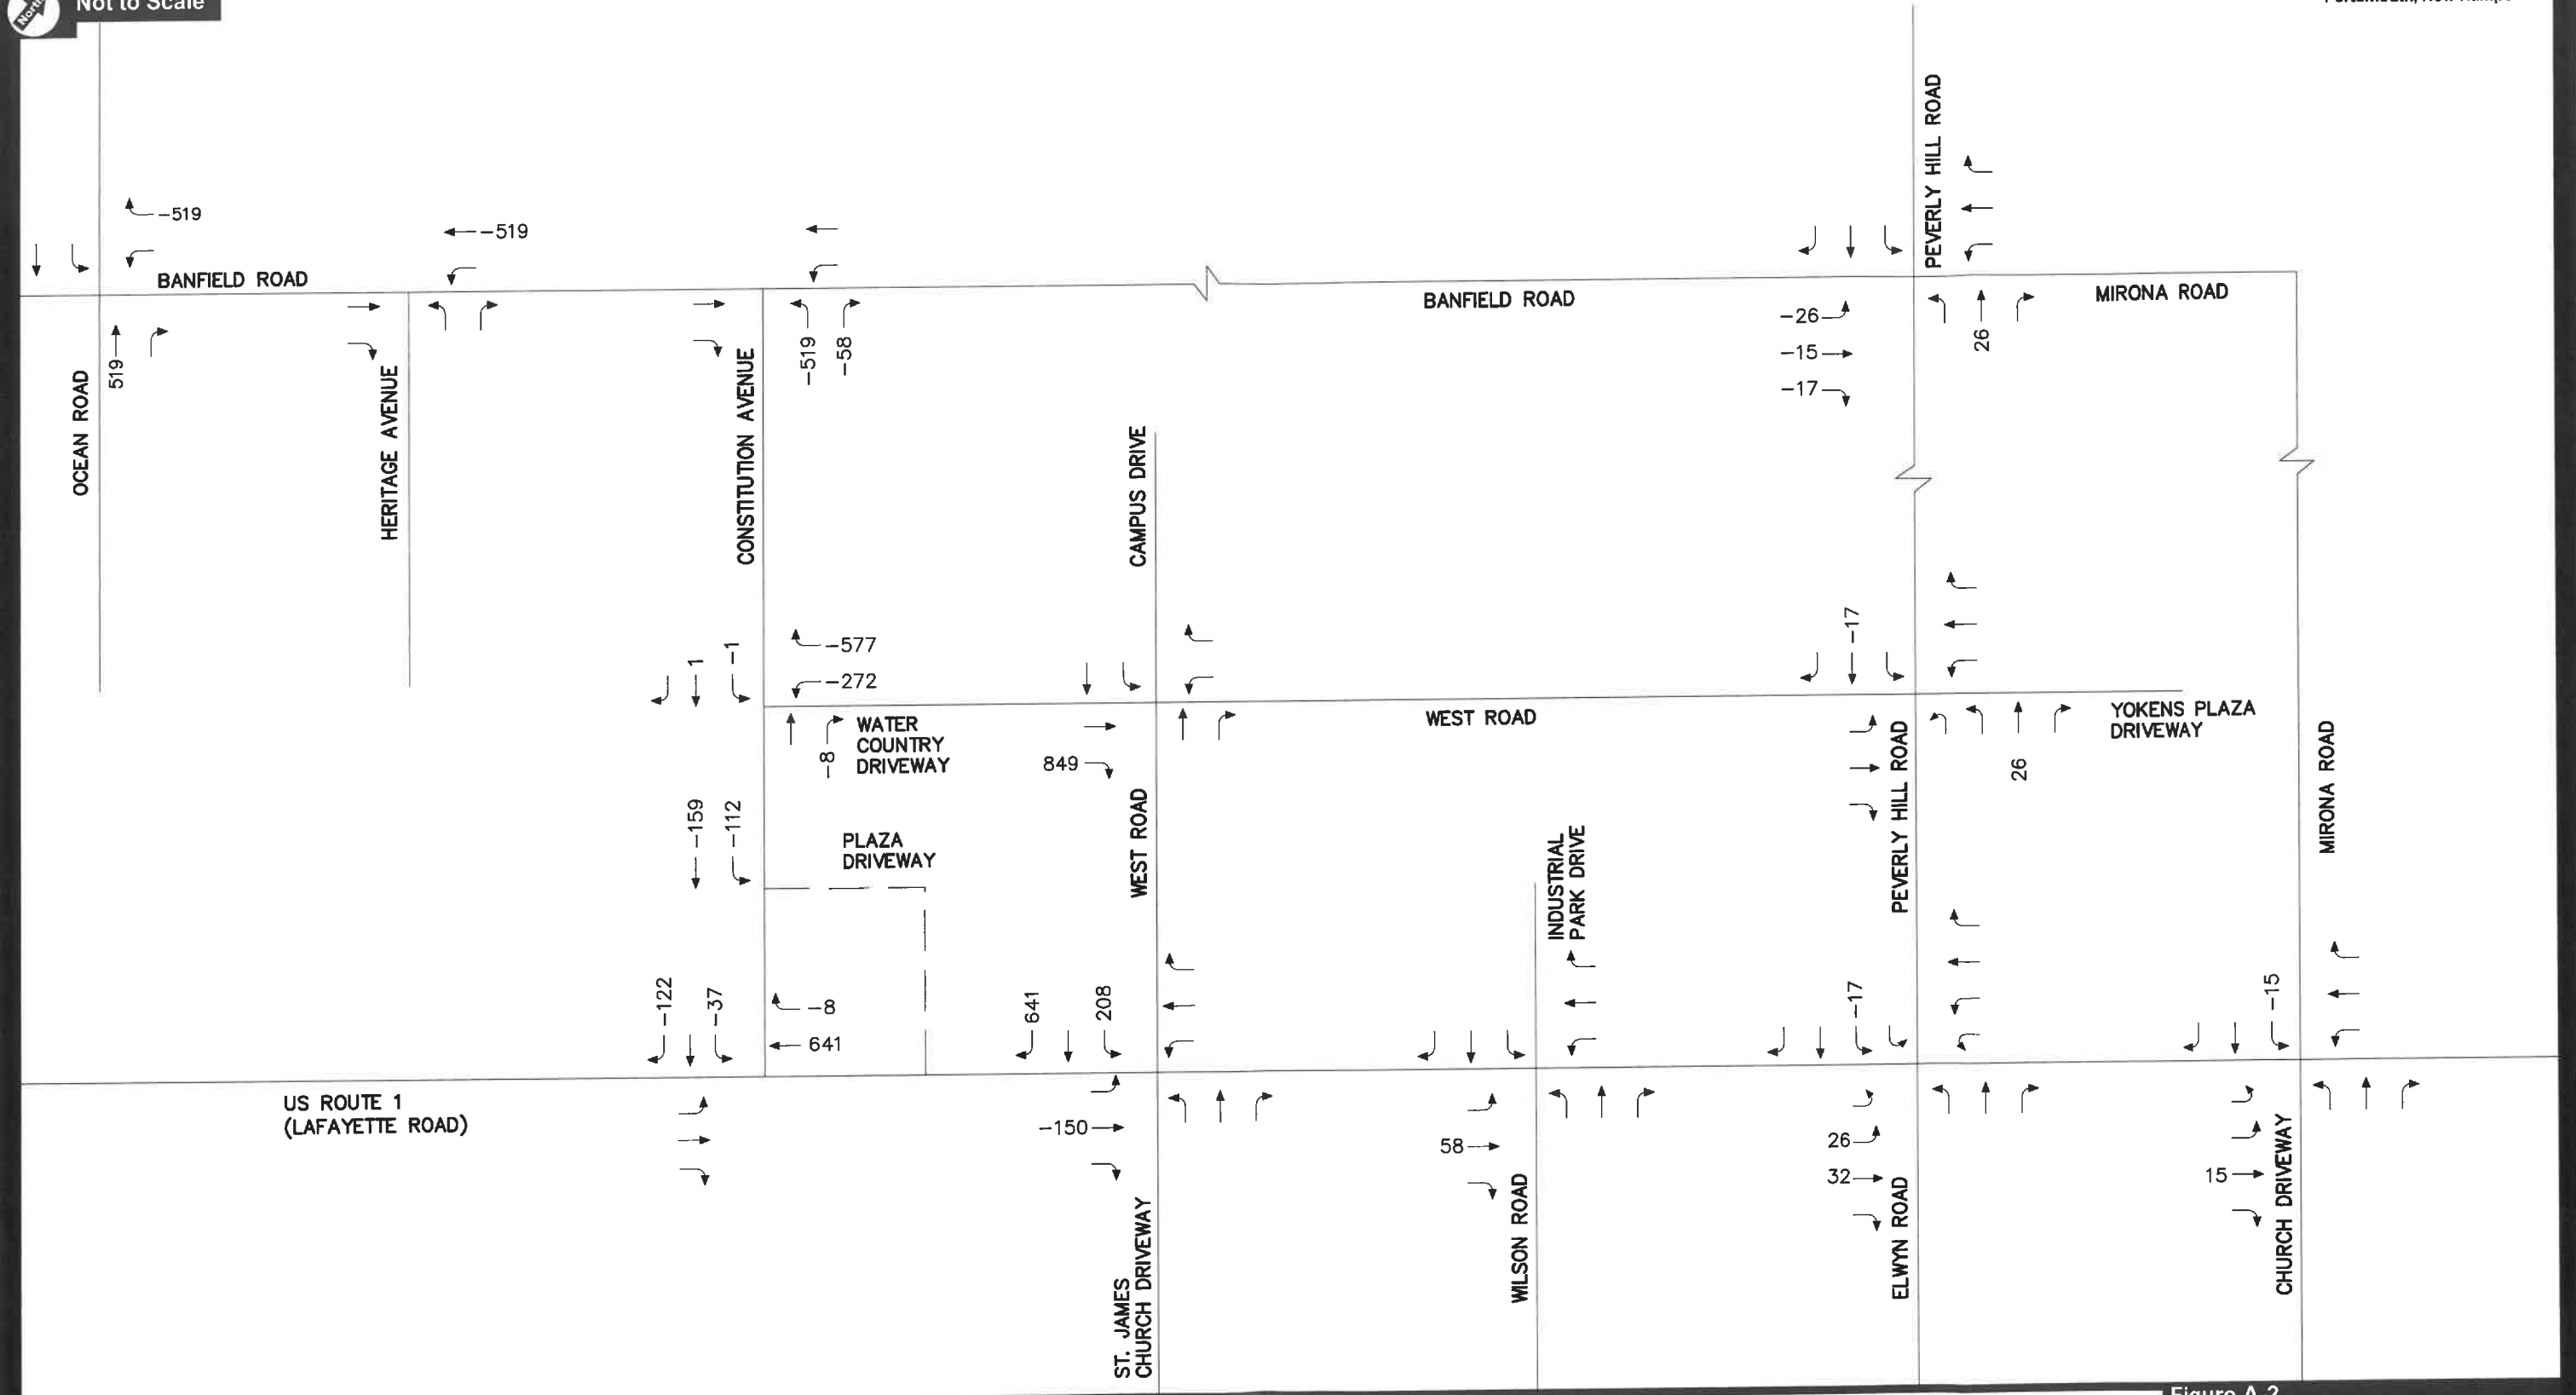 North
Not to Scale
PEVERLY HILL ROAD
-519
-519
BANFIELD ROAD
BANFIELD ROAD
MIRONA ROAD
519
-519
-58
-26
-15
-17
26
OCEAN ROAD
HERITAGE AVENUE
CONSTITUTION AVENUE
CAMPUS DRIVE
1
-1
-577
-272
-17
-8
WATER
COUNTRY
DRIVEWAY
849
WEST ROAD
26
YOKENS PLAZA
DRIVEWAY
PEVERLY HILL ROAD
MIRONA ROAD
-159
-112
PLAZA
DRIVEWAY
WEST ROAD
INDUSTRIAL
PARK DRIVE
-122
-37
-8
641
641
208
-17
-15
US ROUTE 1
(LAFAYETTE ROAD)
-150
58
26
32
15
ST. JAMES
CHURCH DRIVEWAY
WILSON ROAD
ELWYN ROAD
CHURCH DRIVEWAY